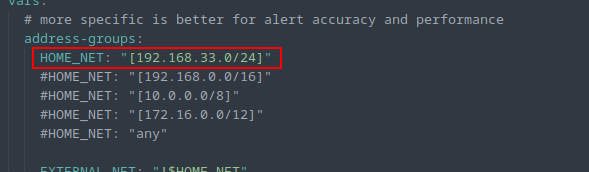 vars:
# more specific is better for alert accuracy and performance
address-groups:
HOME_NET: "[192.168.33.0/24]"
#HOME_NET: "[192.168.0.0/16]"
#HOME_NET: "[10.0.0.0/8]"
#HOME_NET: "[172.16.0.0/12]"
#HOME_NET: "any"
EXTERNAL_NET: "!$HOME_NET"